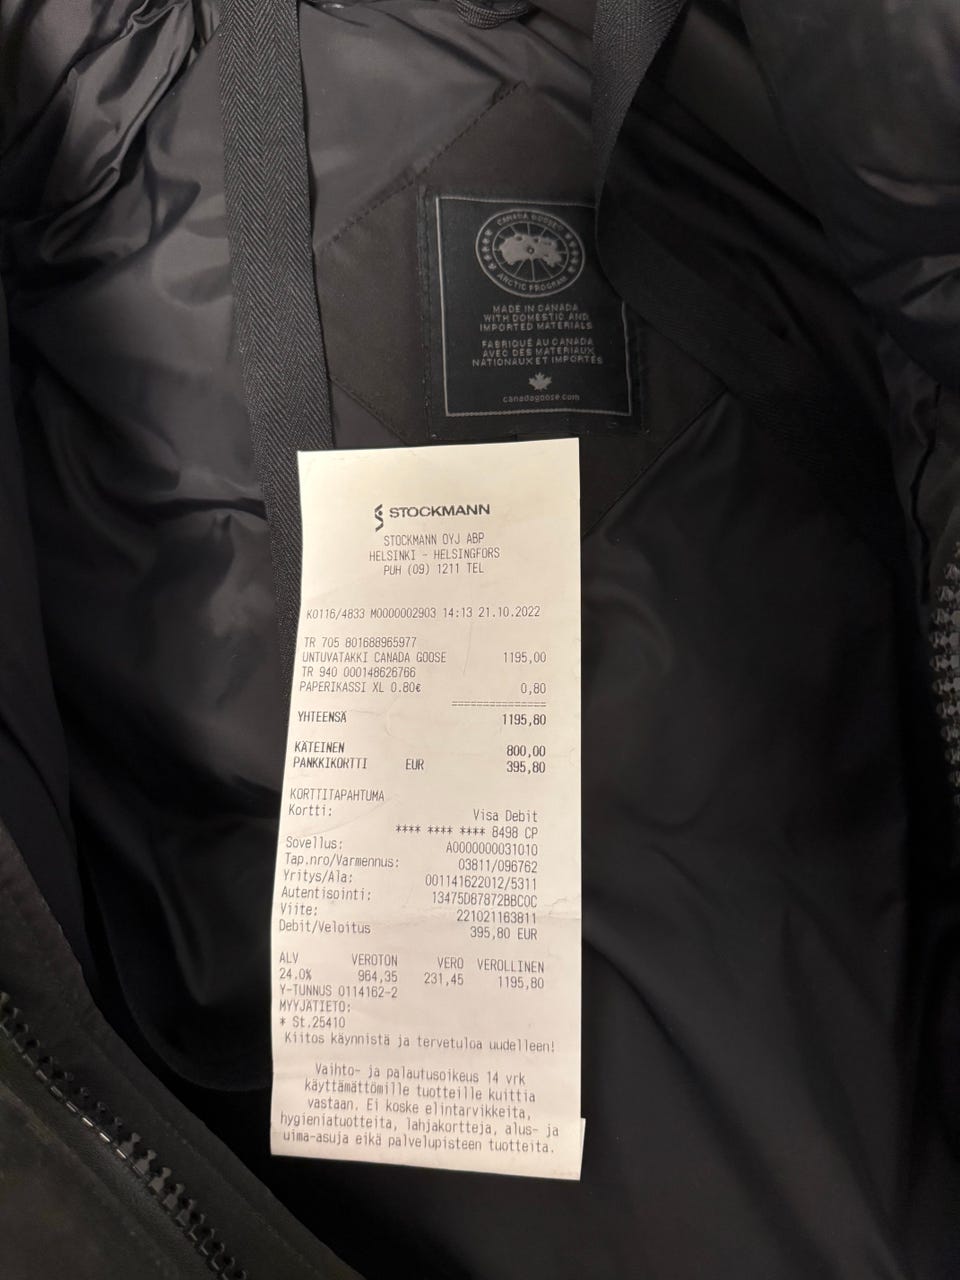 CANADA GOOSE
ARCTIC PROGRAM
MADE IN CANADA
WITH DOMESTIC AND
IMPORTED MATERIALS
FABRIQUÉ AU CANADA
AVEC DES MATERIAUX
NATIONAUX ET IMPORTÉS
canadagoose.com
STOCKMANN
STOCKMANN OYJ ABP
HELSINKI - HELSINGFORS
PUH (09) 1211 TEL
K0116/4833 M0000002903 14:13 21.10.2022
TR 705 801688965977
UNTUVATAKKI CANADA GOOSE 1195,00
TR 940 000148626766
PAPERIKASSI XL 0.80€ 0,80
===============
YHTEENSÄ 1195,80
KÄTEINEN 800,00
PANKKIKORTTI EUR 395,80
KORTTITAPAHTUMA
Kortti: Visa Debit
**** **** **** 8498 CP
Sovellus: A0000000031010
Tap.nro/Varmennus: 03811/096762
Yritys/Ala: 001141622012/5311
Autentisointi: 13475D87872BBC0C
Viite: 221021163811
Debit/Veloitus 395,80 EUR
ALV VEROTON VERO VEROLLINEN
24.0% 964,35 231,45 1195,80
Y-TUNNUS 0114162-2
MYYJÄTIETO:
* St.25410
Kiitos käynnistä ja tervetuloa uudelleen!
Vaihto- ja palautusoikeus 14 vrk
käyttämättömille tuotteille kuittia
vastaan. Ei koske elintarvikkeita,
hygieniatuotteita, lahjakortteja, alus- ja
uima-asuja eikä palvelupisteen tuotteita.